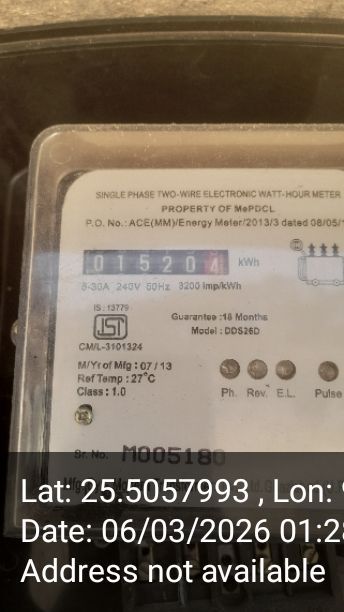 SINGLE PHASE TWO-WIRE ELECTRONIC WATT-HOUR METER
PROPERTY OF MePDCL
P.O. No.: ACE(MM)/Energy Meter/2013/3 dated 08/05/1
015204 kWh
5-30A 240V 50Hz 3200 imp/kWh
IS : 13779
ISI
CM/L-3101324
Guarantee :18 Months
Model : DDS26D
M/Yr of Mfg : 07 / 13
Ref Temp : 27°C
Class : 1.0
Ph. Rev. E.L. Pulse
Sr. No. M005180
Lat: 25.5057993 , Lon: 9
Date: 06/03/2026 01:28
Address not available